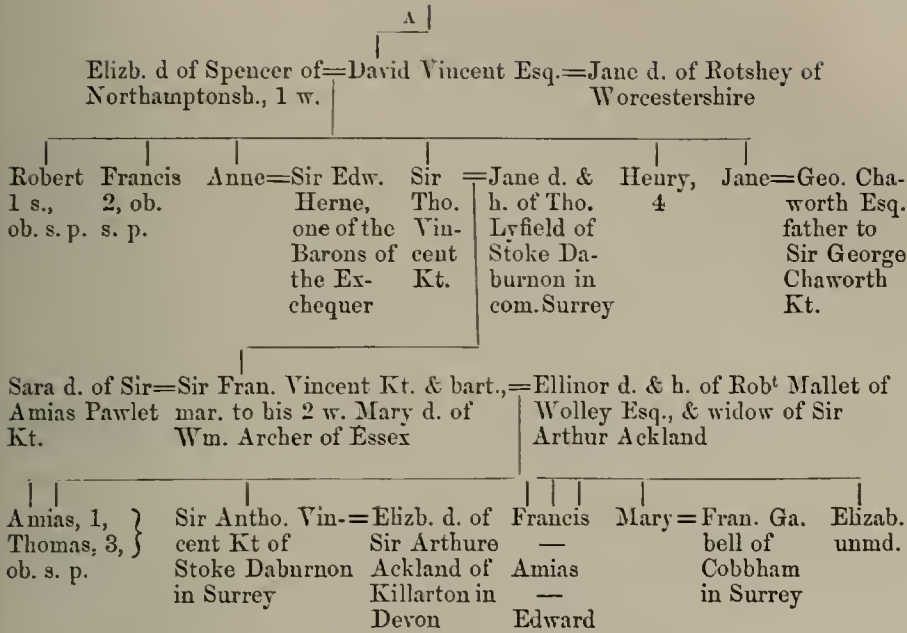 A
Elizb. d of Spencer of=David Vincent Esq.=Jane d. of Rotshey of
Northamptonsh., 1 w.
Worcestershire
Robert
1 s.,
ob. s. p.
Francis
2, ob.
s. p.
Anne=Sir Edw.
Herne,
one of the
Barons of
the Ex-
chequer
Sir
Tho.
Vin-
cent
Kt.
=Jane d. &
h. of Tho.
Lyfield of
Stoke Da-
burnon in
com. Surrey
Henry,
4
Jane=Geo. Cha-
worth Esq.
father to
Sir George
Chaworth
Kt.
Sara d. of Sir=Sir Fran. Vincent Kt. & bart.,=Ellinor d. & h. of Robt Mallet of
Amias Pawlet
Kt.
mar. to his 2 w. Mary d. of
Wm. Archer of Essex
Wolley Esq., & widow of Sir
Arthur Ackland
Amias, 1,
Thomas, 3, }
ob. s. p.
Sir Antho. Vin-=Elizb. d. of
cent Kt of
Stoke Daburnon
in Surrey
Sir Arthure
Ackland of
Killarton in
Devon
Francis
—
Amias
—
Edward
Mary=Fran. Ga-
bell of
Cobbham
in Surrey
Elizab.
unmd.